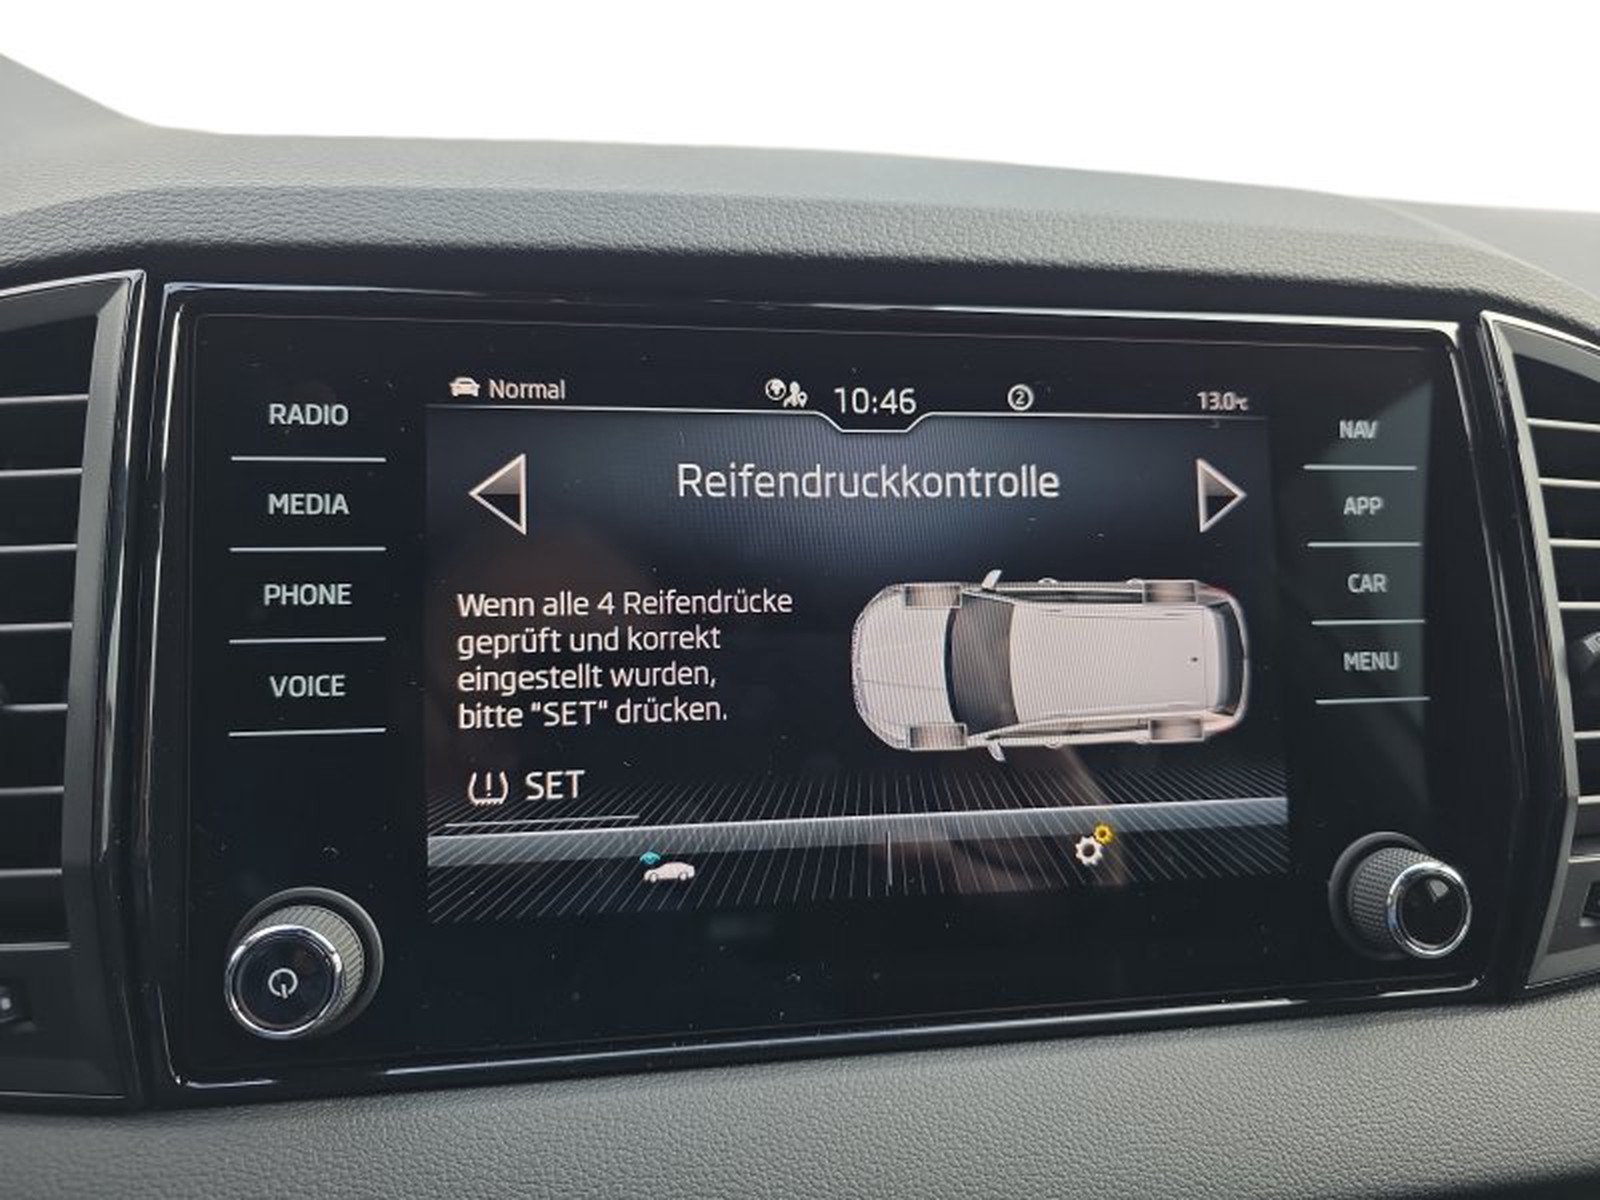 Normal
10:46
2
13.0°C
RADIO
MEDIA
PHONE
VOICE
Reifendruckkontrolle
Wenn alle 4 Reifendrücke
geprüft und korrekt
eingestellt wurden,
bitte "SET" drücken.
SET
NAV
APP
CAR
MENU